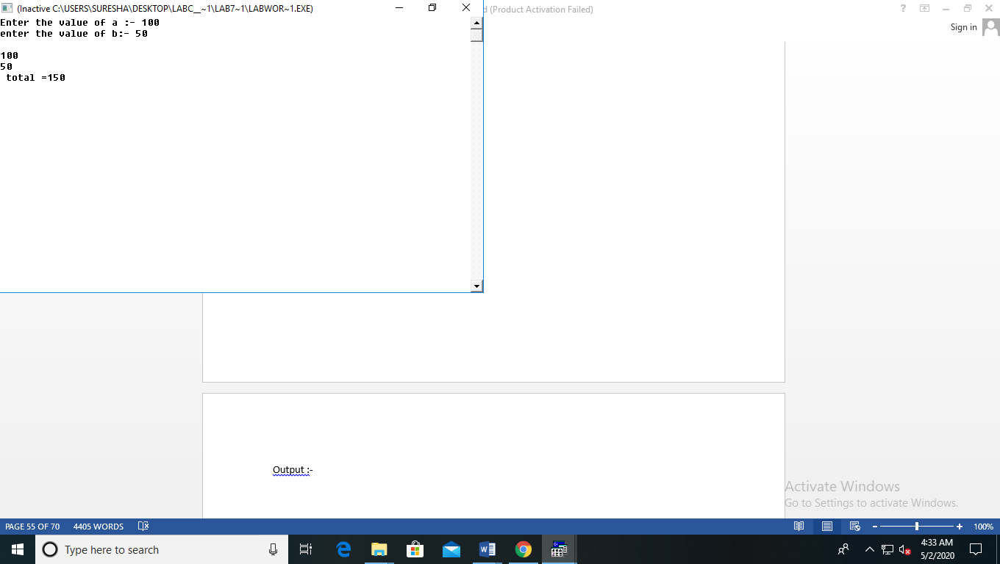 (Inactive C:\USERS\SURESHA\DESKTOP\LABC__~1\LAB7~1\LABWOR~1.EXE)
d (Product Activation Failed)
Sign in
Enter the value of a :- 100
enter the value of b:- 50
100
50
total =150
Output :-
Activate Windows
Go to Settings to activate Windows.
PAGE 55 OF 70 4405 WORDS
100%
Type here to search
4:33 AM
5/2/2020